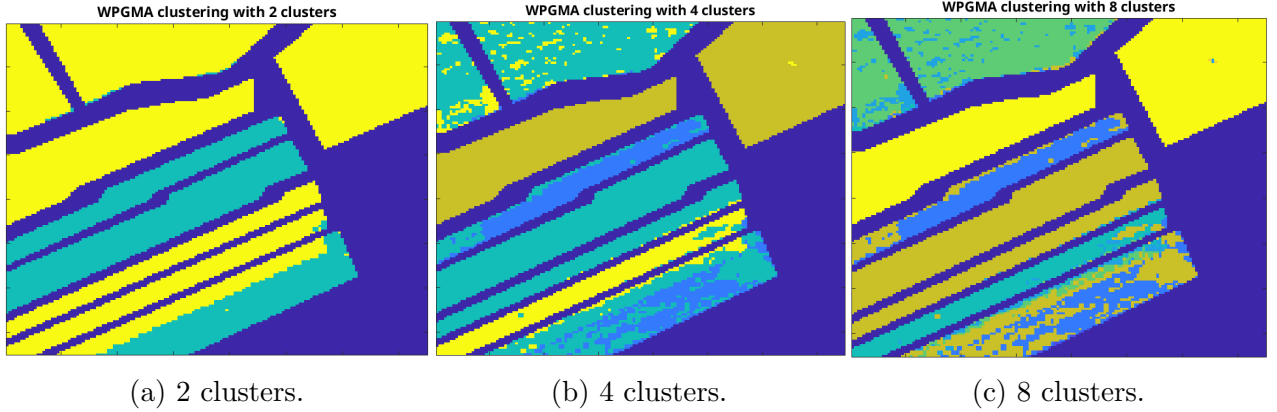 WPGMA clustering with 2 clusters
WPGMA clustering with 4 clusters
WPGMA clustering with 8 clusters
(a) 2 clusters.
(b) 4 clusters.
(c) 8 clusters.